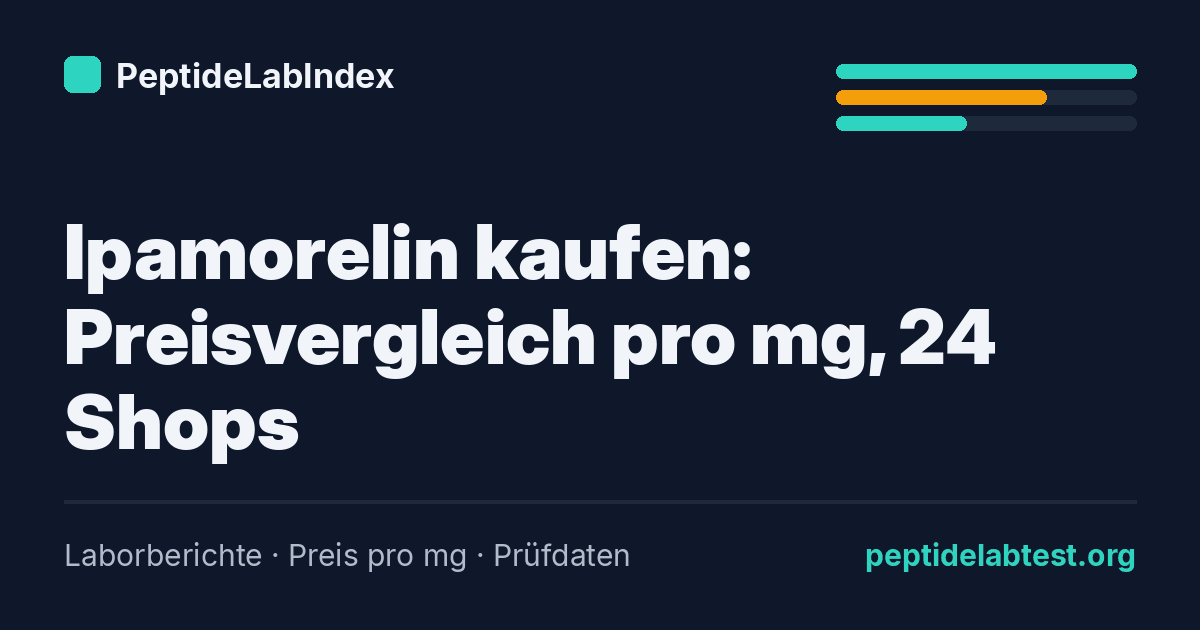 PeptideLabIndex
Ipamorelin kaufen:
Preisvergleich pro mg, 24
Shops
Laborberichte · Preis pro mg · Prüfdaten
peptidelabtest.org